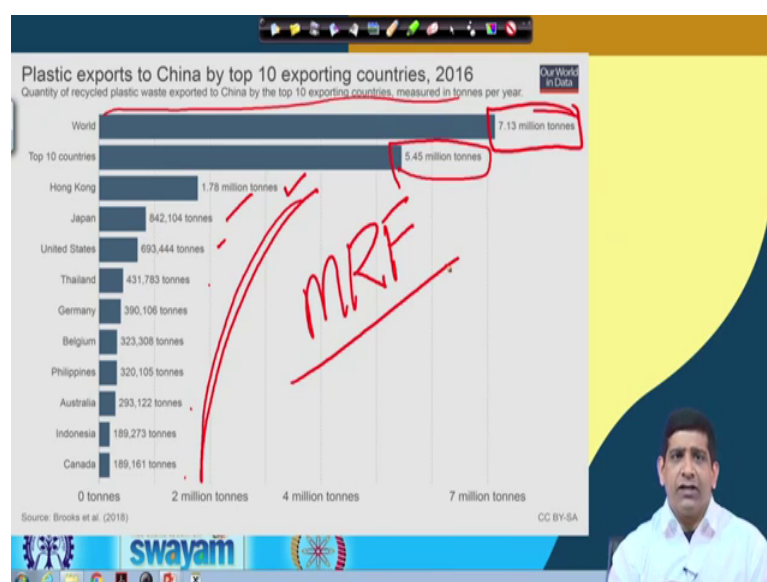 Plastic exports to China by top 10 exporting countries, 2016
Our World
in Data
Quantity of recycled plastic waste exported to China by the top 10 exporting countries, measured in tonnes per year.
World 7.13 million tonnes
Top 10 countries 5.45 million tonnes
Hong Kong 1.78 million tonnes
Japan 842,104 tonnes
United States 693,444 tonnes
Thailand 431,783 tonnes
Germany 390,106 tonnes
Belgium 323,308 tonnes
Philippines 320,105 tonnes
Australia 293,122 tonnes
Indonesia 189,273 tonnes
Canada 189,161 tonnes
MRF
0 tonnes 2 million tonnes 4 million tonnes 7 million tonnes
Source: Brooks et al. (2018) CC BY-SA
swayam